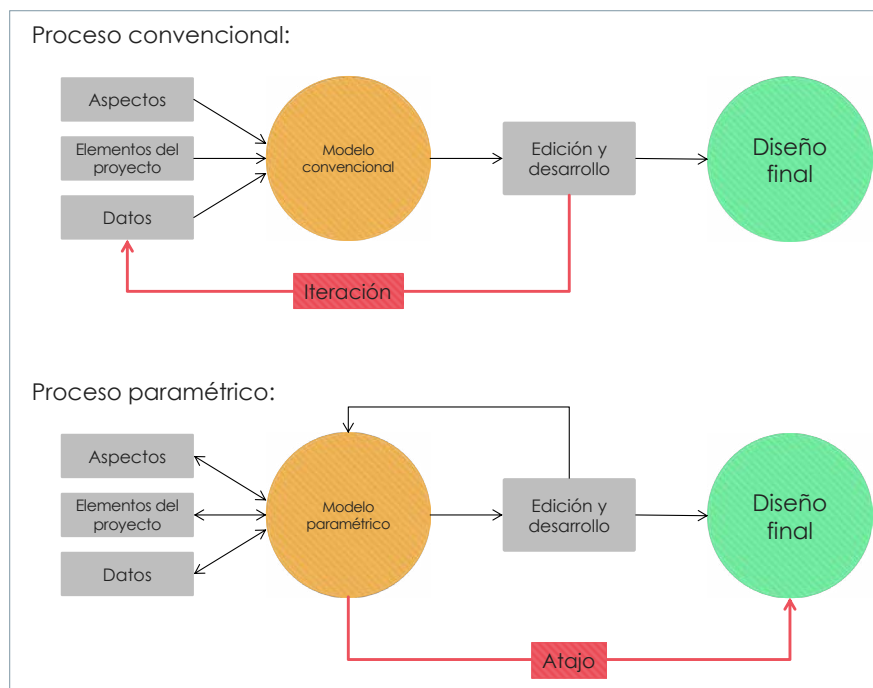 Proceso convencional:
Aspectos
Elementos del
proyecto
Datos
Modelo
convencional
Edición y
desarrollo
Diseño
final
Iteración
Proceso paramétrico:
Aspectos
Elementos del
proyecto
Datos
Modelo
paramétrico
Edición y
desarrollo
Diseño
final
Atajo